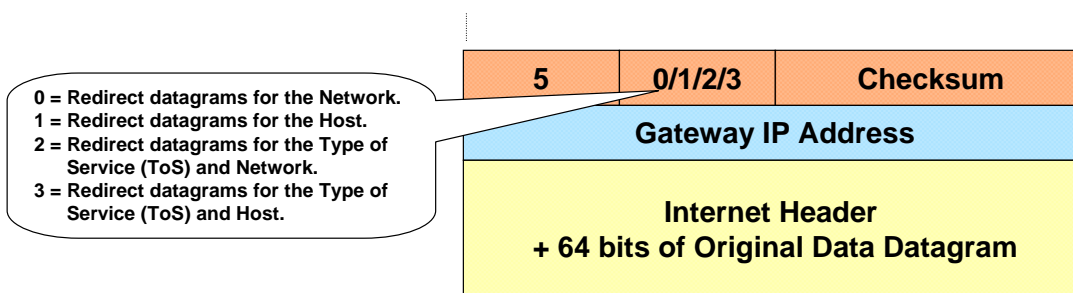 5 0/1/2/3 Checksum
0 = Redirect datagrams for the Network.
1 = Redirect datagrams for the Host.
2 = Redirect datagrams for the Type of
Service (ToS) and Network.
3 = Redirect datagrams for the Type of
Service (ToS) and Host.
Gateway IP Address
Internet Header
+ 64 bits of Original Data Datagram